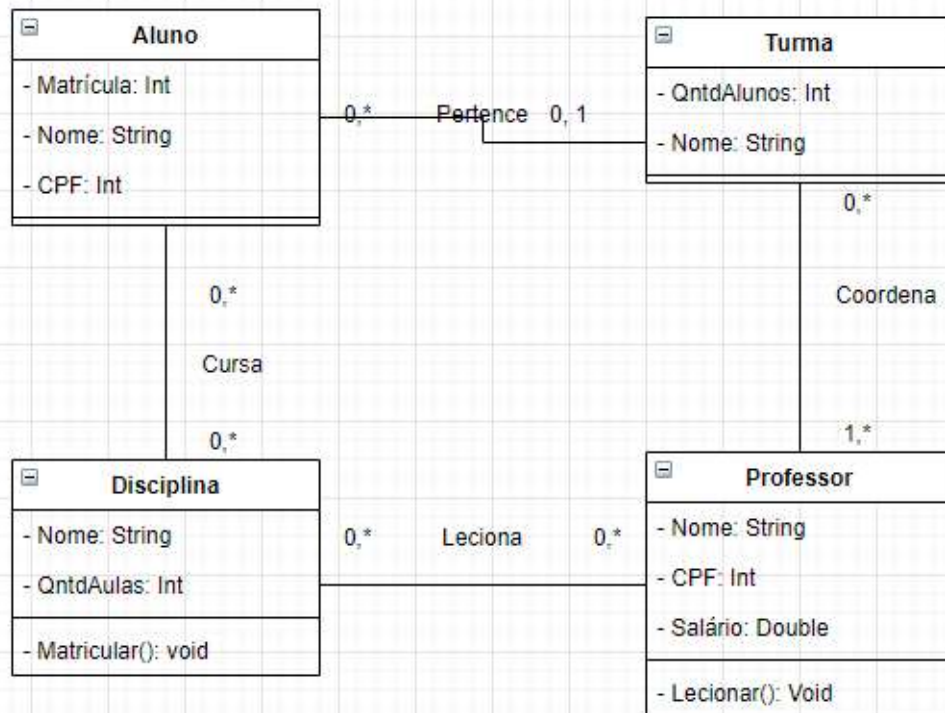 Aluno
- Matrícula: Int
- Nome: String
- CPF: Int
0,* Pertence 0, 1
Turma
- QntdAlunos: Int
- Nome: String
0,*
Cursa
0,*
0,*
Coordena
1,*
Disciplina
- Nome: String
- QntdAulas: Int
- Matricular(): void
0,* Leciona 0,*
Professor
- Nome: String
- CPF: Int
- Salário: Double
- Lecionar(): Void